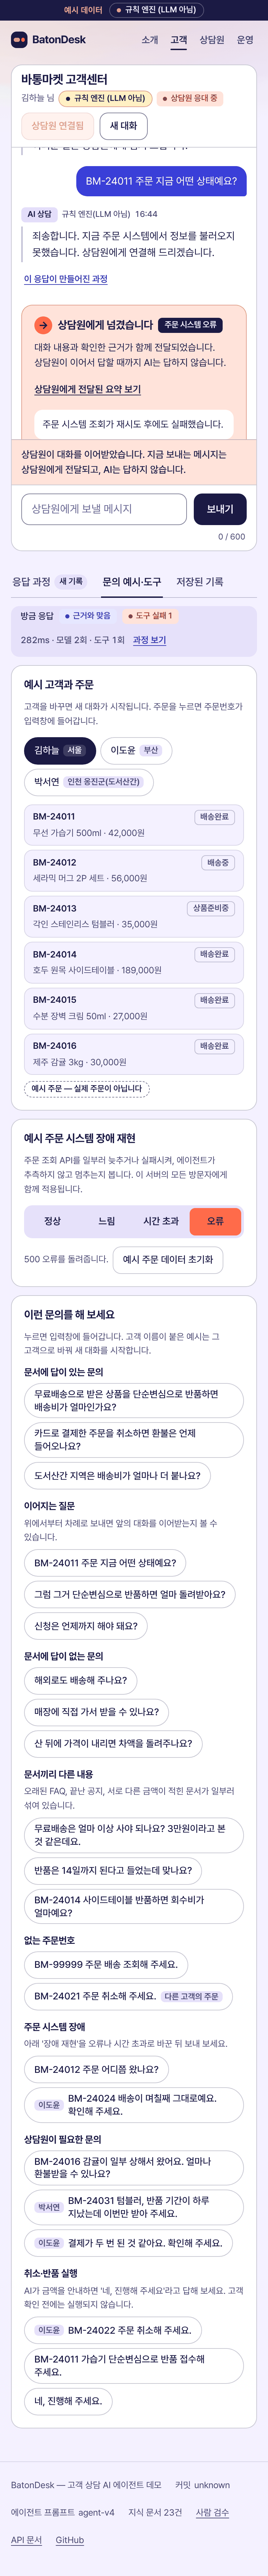 예시 데이터 규칙 엔진 (LLM 아님)
BatonDesk 소개 고객 상담원 운영
바통마켓 고객센터
김하늘 님 규칙 엔진 (LLM 아님) 상담원 응대 중
상담원 연결됨 새 대화
BM-24011 주문 지금 어떤 상태예요?
AI 상담 규칙 엔진(LLM 아님) 16:44
죄송합니다. 지금 주문 시스템에서 정보를 불러오지
못했습니다. 상담원에게 연결해 드리겠습니다.
이 응답이 만들어진 과정
상담원에게 넘겼습니다 주문 시스템 오류
대화 내용과 확인한 근거가 함께 전달되었습니다.
상담원이 이어서 답할 때까지 AI는 답하지 않습니다.
상담원에게 전달된 요약 보기
주문 시스템 조회가 재시도 후에도 실패했습니다.
상담원이 대화를 이어받았습니다. 지금 보내는 메시지는
상담원에게 전달되고, AI는 답하지 않습니다.
상담원에게 보낼 메시지 보내기
0 / 600
응답 과정 새 기록 문의 예시·도구 저장된 기록
방금 응답 근거와 맞음 도구 실패 1
282ms · 모델 2회 · 도구 1회 과정 보기
예시 고객과 주문
고객을 바꾸면 새 대화가 시작됩니다. 주문을 누르면 주문번호가
입력창에 들어갑니다.
김하늘 서울 이도윤 부산
박서연 인천 옹진군(도서산간)
BM-24011 배송완료
무선 가습기 500ml · 42,000원
BM-24012 배송중
세라믹 머그 2P 세트 · 56,000원
BM-24013 상품준비중
각인 스테인리스 텀블러 · 35,000원
BM-24014 배송완료
호두 원목 사이드테이블 · 189,000원
BM-24015 배송완료
수분 장벽 크림 50ml · 27,000원
BM-24016 배송완료
제주 감귤 3kg · 30,000원
예시 주문 — 실제 주문이 아닙니다
예시 주문 시스템 장애 재현
주문 조회 API를 일부러 늦추거나 실패시켜, 에이전트가
추측하지 않고 멈추는지 봅니다. 이 서버의 모든 방문자에게
함께 적용됩니다.
정상 느림 시간 초과 오류
500 오류를 돌려줍니다. 예시 주문 데이터 초기화
이런 문의를 해 보세요
누르면 입력창에 들어갑니다. 고객 이름이 붙은 예시는 그
고객으로 바꿔 새 대화를 시작합니다.
문서에 답이 있는 문의
무료배송으로 받은 상품을 단순변심으로 반품하면
배송비가 얼마인가요?
카드로 결제한 주문을 취소하면 환불은 언제
들어오나요?
도서산간 지역은 배송비가 얼마나 더 붙나요?
이어지는 질문
위에서부터 차례로 보내면 앞의 대화를 이어받는지 볼 수
있습니다.
BM-24011 주문 지금 어떤 상태예요?
그럼 그거 단순변심으로 반품하면 얼마 돌려받아요?
신청은 언제까지 해야 돼요?
문서에 답이 없는 문의
해외로도 배송해 주나요?
매장에 직접 가서 받을 수 있나요?
산 뒤에 가격이 내리면 차액을 돌려주나요?
문서끼리 다른 내용
오래된 FAQ, 끝난 공지, 서로 다른 금액이 적힌 문서가 일부러
섞여 있습니다.
무료배송은 얼마 이상 사야 되나요? 3만원이라고 본
것 같은데요.
반품은 14일까지 된다고 들었는데 맞나요?
BM-24014 사이드테이블 반품하면 회수비가
얼마예요?
없는 주문번호
BM-99999 주문 배송 조회해 주세요.
BM-24021 주문 취소해 주세요. 다른 고객의 주문
주문 시스템 장애
아래 '장애 재현'을 오류나 시간 초과로 바꾼 뒤 보내 보세요.
BM-24012 주문 어디쯤 왔나요?
이도윤 BM-24024 배송이 며칠째 그대로예요.
확인해 주세요.
상담원이 필요한 문의
BM-24016 감귤이 일부 상해서 왔어요. 얼마나
환불받을 수 있나요?
박서연 BM-24031 텀블러, 반품 기간이 하루
지났는데 이번만 받아 주세요.
이도윤 결제가 두 번 된 것 같아요. 확인해 주세요.
취소·반품 실행
AI가 금액을 안내하면 '네, 진행해 주세요'라고 답해 보세요. 고객
확인 전에는 실행되지 않습니다.
이도윤 BM-24022 주문 취소해 주세요.
BM-24011 가습기 단순변심으로 반품 접수해
주세요.
네, 진행해 주세요.
BatonDesk — 고객 상담 AI 에이전트 데모 커밋 unknown
에이전트 프롬프트 agent-v4 지식 문서 23건 사람 검수
API 문서 GitHub